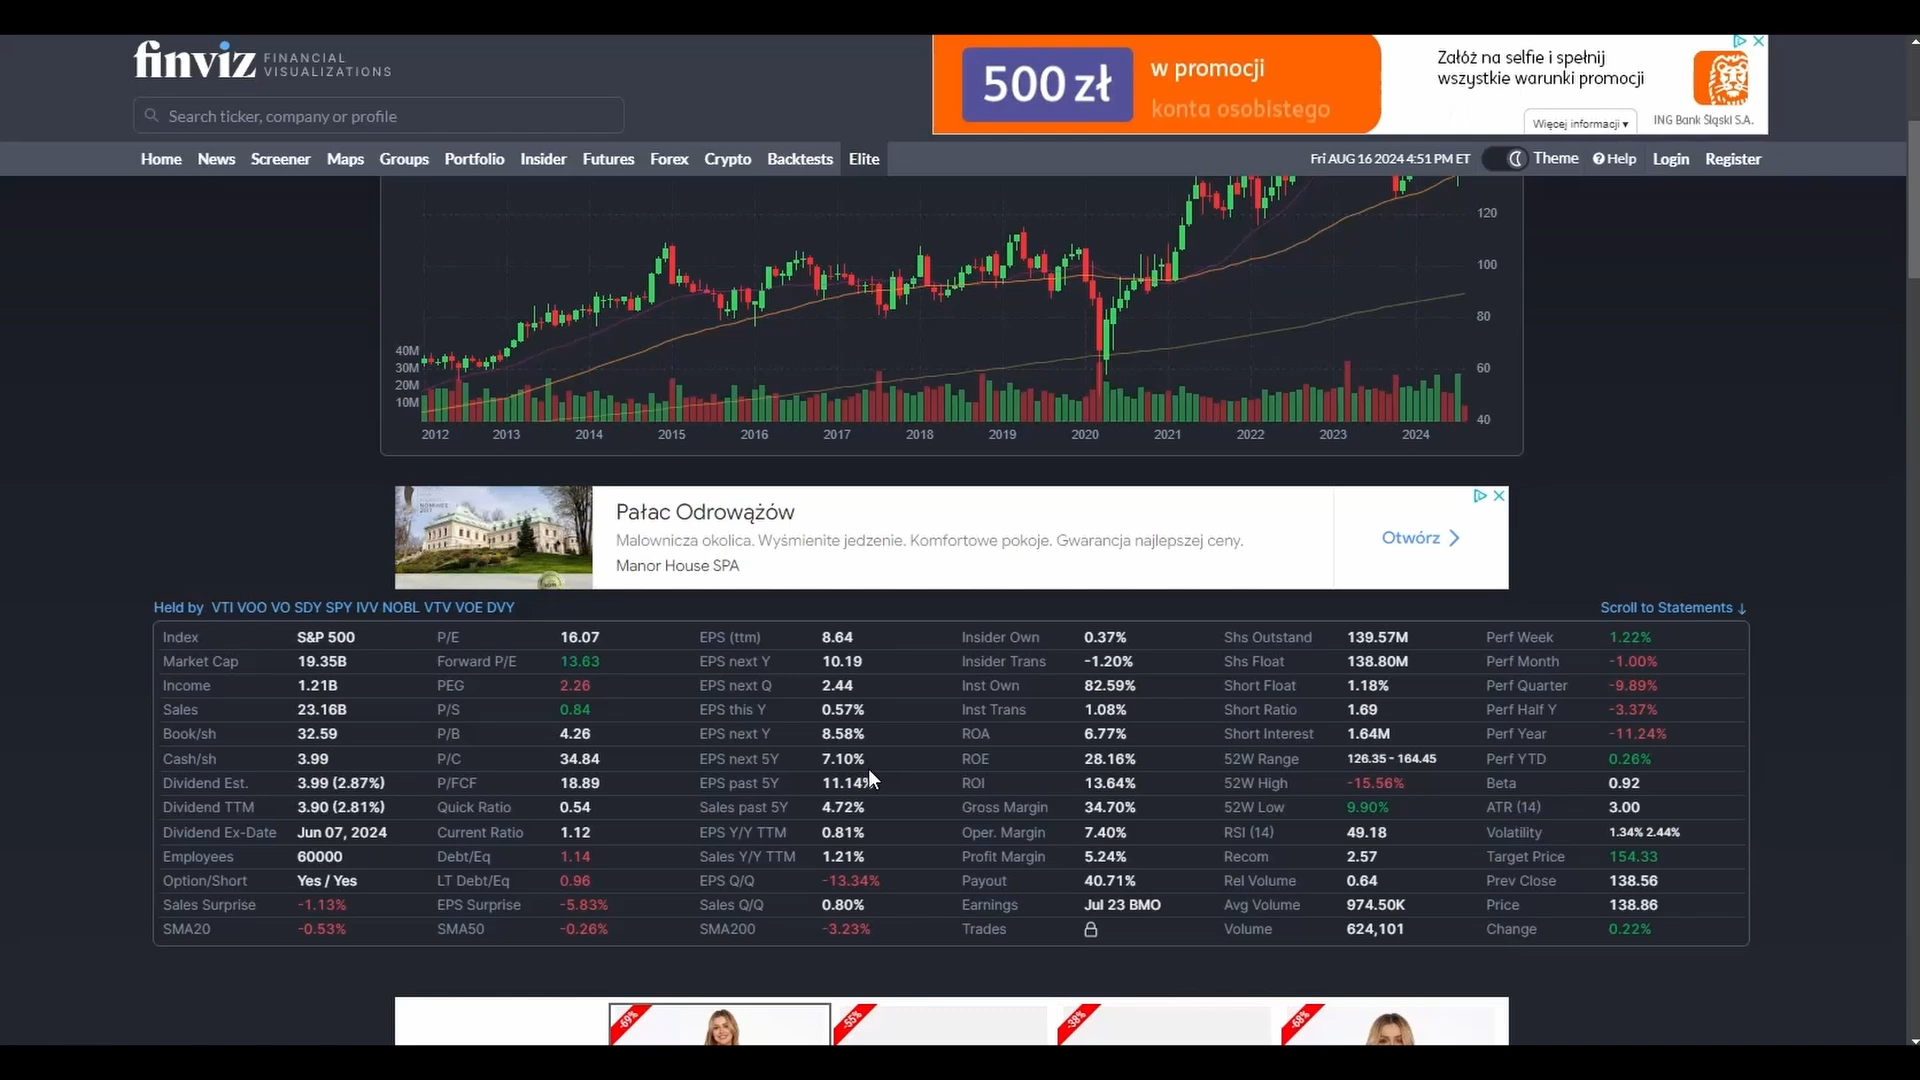 finviz FINANCIAL VISUALIZATIONS
Search ticker, company or profile
500 zł
w promocji
konta osobistego
Załóż na selfie i spełnij
wszystkie warunki promocji
Więcej informacji ▾
ING Bank Śląski S.A.
Home News Screener Maps Groups Portfolio Insider Futures Forex Crypto Backtests Elite
Fri AUG 16 2024 4:51 PM ET Theme Help Login Register
120
100
80
60
40
40M
30M
20M
10M
2012 2013 2014 2015 2016 2017 2018 2019 2020 2021 2022 2023 2024
Pałac Odrowążów
Malownicza okolica. Wyśmienite jedzenie. Komfortowe pokoje. Gwarancja najlepszej ceny.
Manor House SPA
Otwórz
Held by VTI VOO VO SDY SPY IVV NOBL VTV VOE DVY
Scroll to Statements ↓
Index S&P 500 P/E 16.07 EPS (ttm) 8.64 Insider Own 0.37% Shs Outstand 139.57M Perf Week 1.22%
Market Cap 19.35B Forward P/E 13.63 EPS next Y 10.19 Insider Trans -1.20% Shs Float 138.80M Perf Month -1.00%
Income 1.21B PEG 2.26 EPS next Q 2.44 Inst Own 82.59% Short Float 1.18% Perf Quarter -9.89%
Sales 23.16B P/S 0.84 EPS this Y 0.57% Inst Trans 1.08% Short Ratio 1.69 Perf Half Y -3.37%
Book/sh 32.59 P/B 4.26 EPS next Y 8.58% ROA 6.77% Short Interest 1.64M Perf Year -11.24%
Cash/sh 3.99 P/C 34.84 EPS next 5Y 7.10% ROE 28.16% 52W Range 126.35 - 164.45 Perf YTD 0.26%
Dividend Est. 3.99 (2.87%) P/FCF 18.89 EPS past 5Y 11.14% ROI 13.64% 52W High -15.56% Beta 0.92
Dividend TTM 3.90 (2.81%) Quick Ratio 0.54 Sales past 5Y 4.72% Gross Margin 34.70% 52W Low 9.90% ATR (14) 3.00
Dividend Ex-Date Jun 07, 2024 Current Ratio 1.12 EPS Y/Y TTM 0.81% Oper. Margin 7.40% RSI (14) 49.18 Volatility 1.34% 2.44%
Employees 60000 Debt/Eq 1.14 Sales Y/Y TTM 1.21% Profit Margin 5.24% Recom 2.57 Target Price 154.33
Option/Short Yes / Yes LT Debt/Eq 0.96 EPS Q/Q -13.34% Payout 40.71% Rel Volume 0.64 Prev Close 138.56
Sales Surprise -1.13% EPS Surprise -5.83% Sales Q/Q 0.80% Earnings Jul 23 BMO Avg Volume 974.50K Price 138.86
SMA20 -0.53% SMA50 -0.26% SMA200 -3.23% Trades Volume 624,101 Change 0.22%
-69% -55% -38% -68%